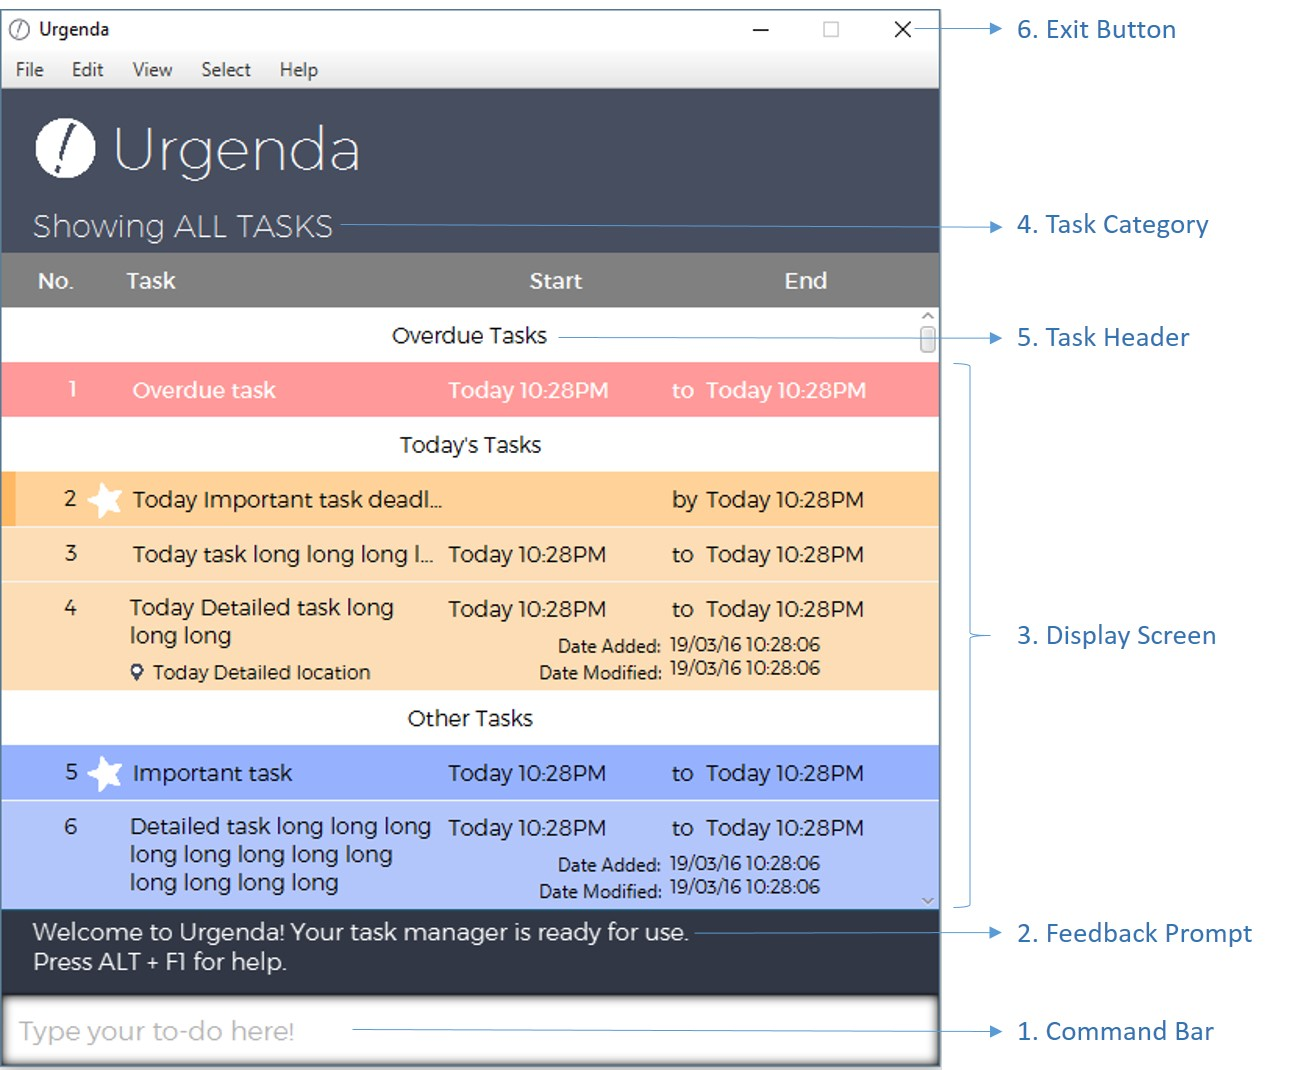 Urgenda
6. Exit Button
File Edit View Select Help
Urgenda
Showing ALL TASKS
4. Task Category
No. Task Start End
Overdue Tasks
5. Task Header
1 Overdue task Today 10:28PM to Today 10:28PM
Today's Tasks
2 Today Important task deadl... by Today 10:28PM
3 Today task long long long l... Today 10:28PM to Today 10:28PM
4 Today Detailed task long Today 10:28PM to Today 10:28PM
long long
Date Added: 19/03/16 10:28:06
Today Detailed location
Date Modified: 19/03/16 10:28:06
3. Display Screen
Other Tasks
5 Important task Today 10:28PM to Today 10:28PM
6 Detailed task long long long Today 10:28PM to Today 10:28PM
long long long long long
Date Added: 19/03/16 10:28:06
long long long long
Date Modified: 19/03/16 10:28:06
Welcome to Urgenda! Your task manager is ready for use.
2. Feedback Prompt
Press ALT + F1 for help.
Type your to-do here!
1. Command Bar